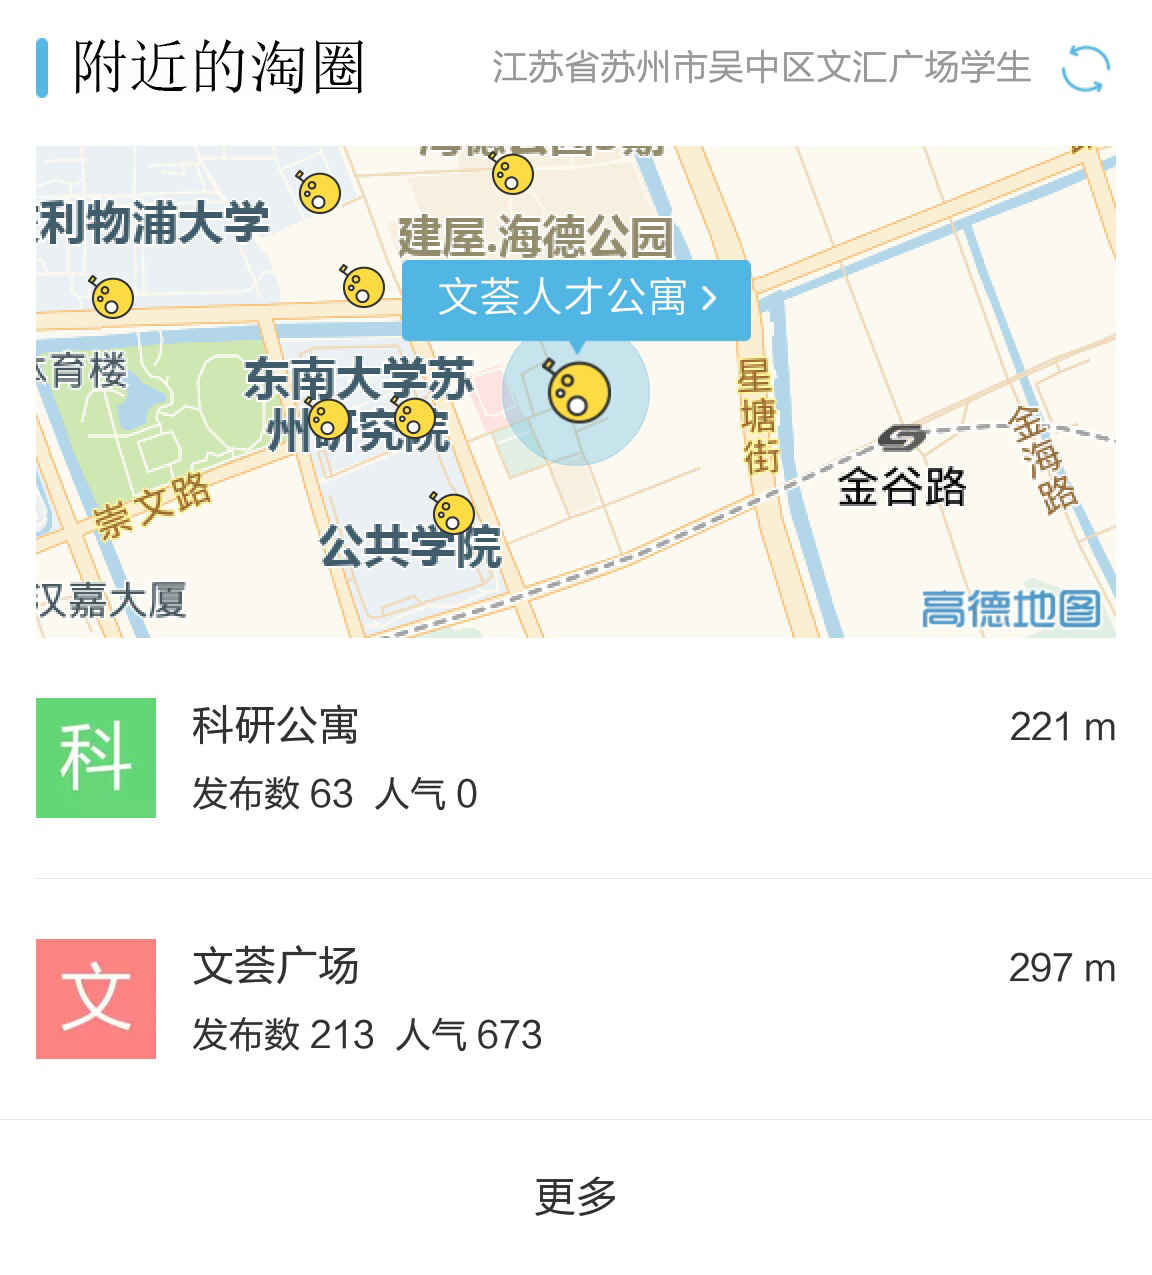 附近的淘圈
江苏省苏州市吴中区文汇广场学生
利物浦大学
建屋.海德公园
文荟人才公寓
育楼
东南大学苏
州研究院
星塘街
金海路
金谷路
崇文路
公共学院
汉嘉大厦
高德地图
科
科研公寓
221 m
发布数 63 人气 0
文
文荟广场
297 m
发布数 213 人气 673
更多